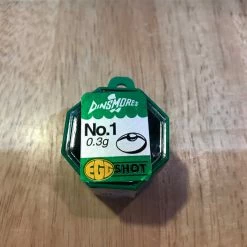 DINSMORES
No.1
0.3g
EGG SHOT